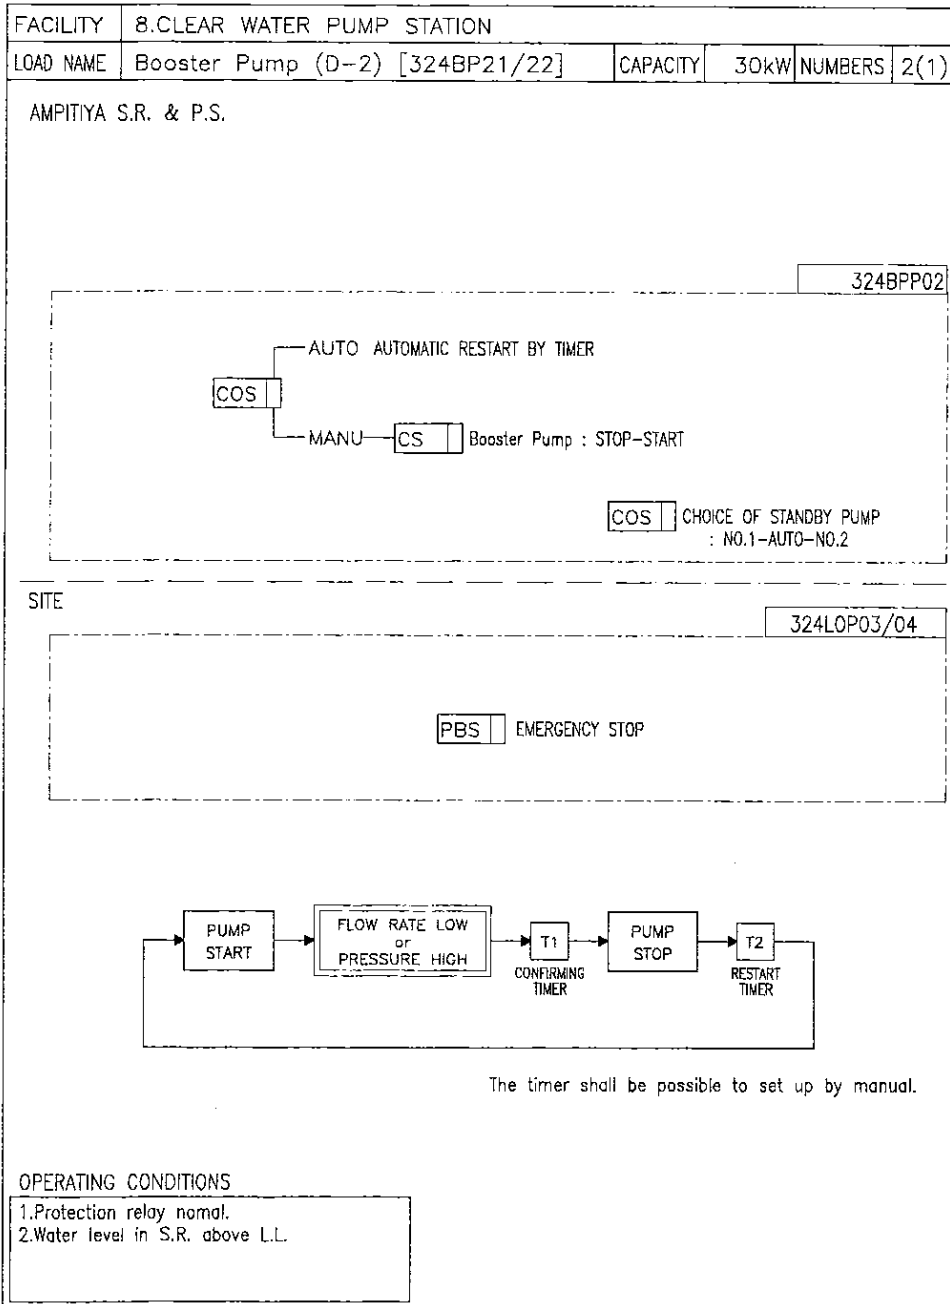 FACILITY 8.CLEAR WATER PUMP STATION
LOAD NAME Booster Pump (D-2) [324BP21/22] CAPACITY 30kW NUMBERS 2(1)
AMPITIYA S.R. & P.S.
324BPP02
AUTO AUTOMATIC RESTART BY TIMER
COS
MANU CS Booster Pump : STOP-START
COS CHOICE OF STANDBY PUMP
: NO.1-AUTO-NO.2
SITE
324LOP03/04
PBS EMERGENCY STOP
PUMP
START
FLOW RATE LOW
or
PRESSURE HIGH
T1
CONFIRMING
TIMER
PUMP
STOP
T2
RESTART
TIMER
The timer shall be possible to set up by manual.
OPERATING CONDITIONS
1.Protection relay nomal.
2.Water level in S.R. above L.L.